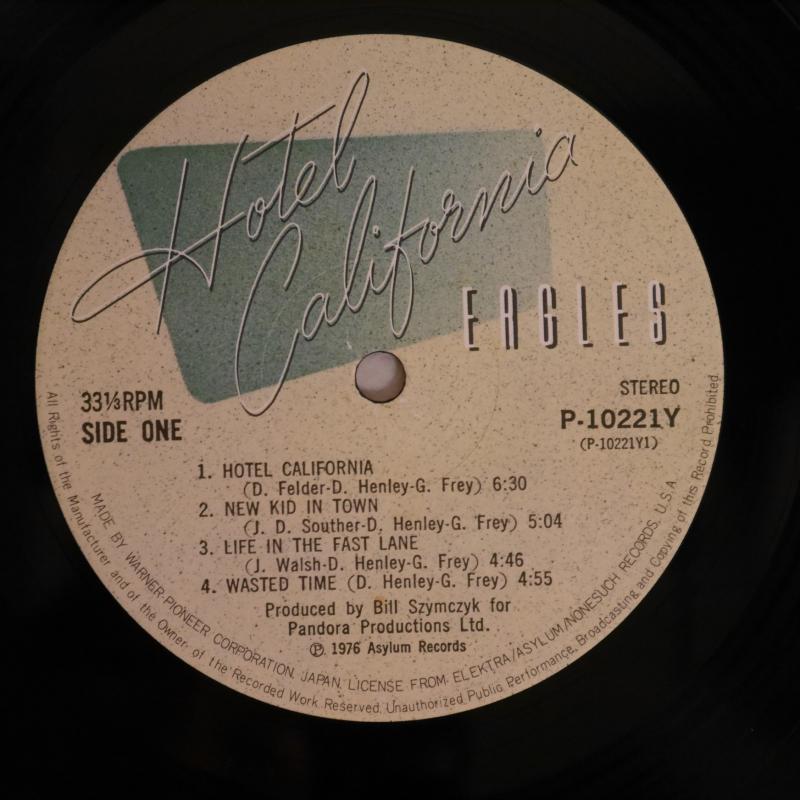 Hotel
California
EAGLES
33⅓RPM
SIDE ONE
STEREO
P-10221Y
(P-10221Y1)
1. HOTEL CALIFORNIA
(D. Felder-D. Henley-G. Frey) 6:30
2. NEW KID IN TOWN
(J. D. Souther-D. Henley-G. Frey) 5:04
3. LIFE IN THE FAST LANE
(J. Walsh-D. Henley-G. Frey) 4:46
4. WASTED TIME (D. Henley-G. Frey) 4:55
Produced by Bill Szymczyk for
Pandora Productions Ltd.
Ⓟ 1976 Asylum Records
MADE BY WARNER-PIONEER CORPORATION, JAPAN. LICENSE FROM ELEKTRA/ASYLUM/NONESUCH RECORDS, U.S.A
All Rights of the Manufacturer and of the Owner of the Recorded Work Reserved. Unauthorized Public Performance, Broadcasting and Copying of this Record Prohibited.